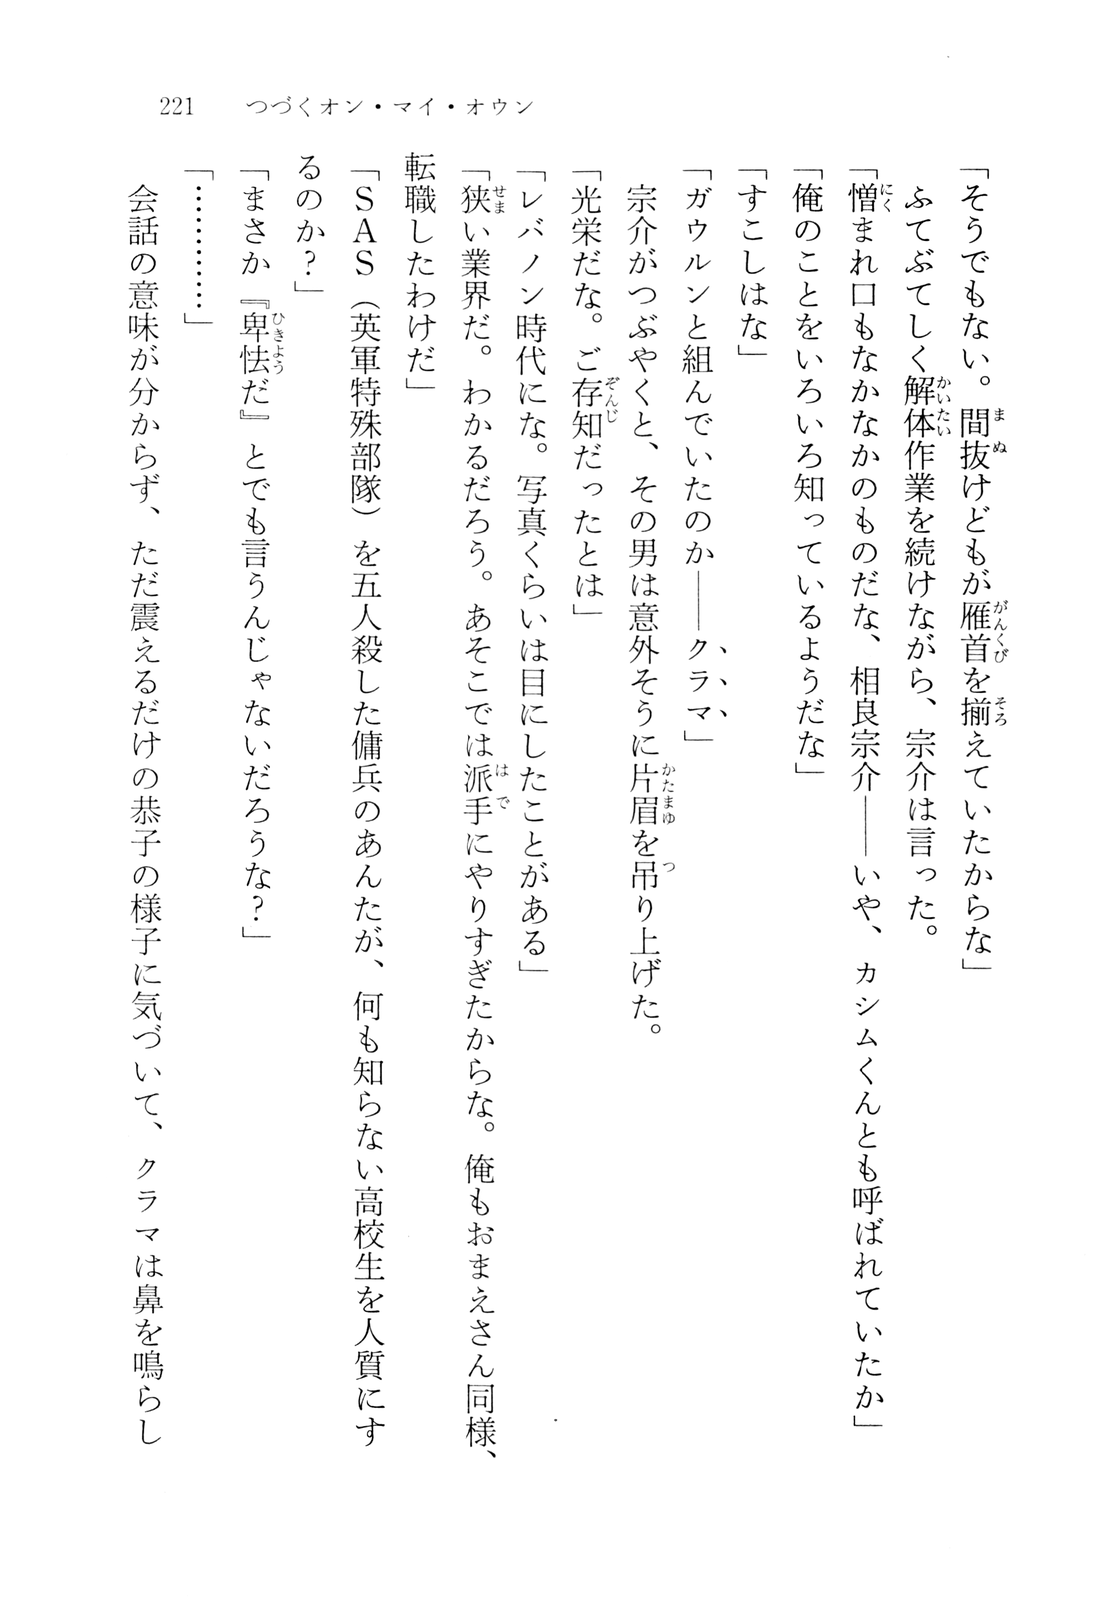 221　つづくオン・マイ・オウン
「そうでもない。間抜けどもが雁首を揃えていたからな」
　ふてぶてしく解体作業を続けながら、宗介は言った。
「憎まれ口もなかなかのものだな、相良宗介――いや、カシムくんとも呼ばれていたか」
「俺のことをいろいろ知っているようだな」
「すこしはな」
「ガウルンと組んでいたのか――クラマ」
　宗介がつぶやくと、その男は意外そうに片眉を吊り上げた。
「光栄だな。ご存知だったとは」
「レバノン時代にな。写真くらいは目にしたことがある」
「狭い業界だ。わかるだろう。あそこでは派手にやりすぎたからな。俺もおまえさん同様、
転職したわけだ」
「ＳＡＳ（英軍特殊部隊）を五人殺した傭兵のあんたが、何も知らない高校生を人質にす
るのか？」
「まさか『卑怯だ』とでも言うんじゃないだろうな？」
「…………」
　会話の意味が分からず、ただ震えるだけの恭子の様子に気づいて、クラマは鼻を鳴らし